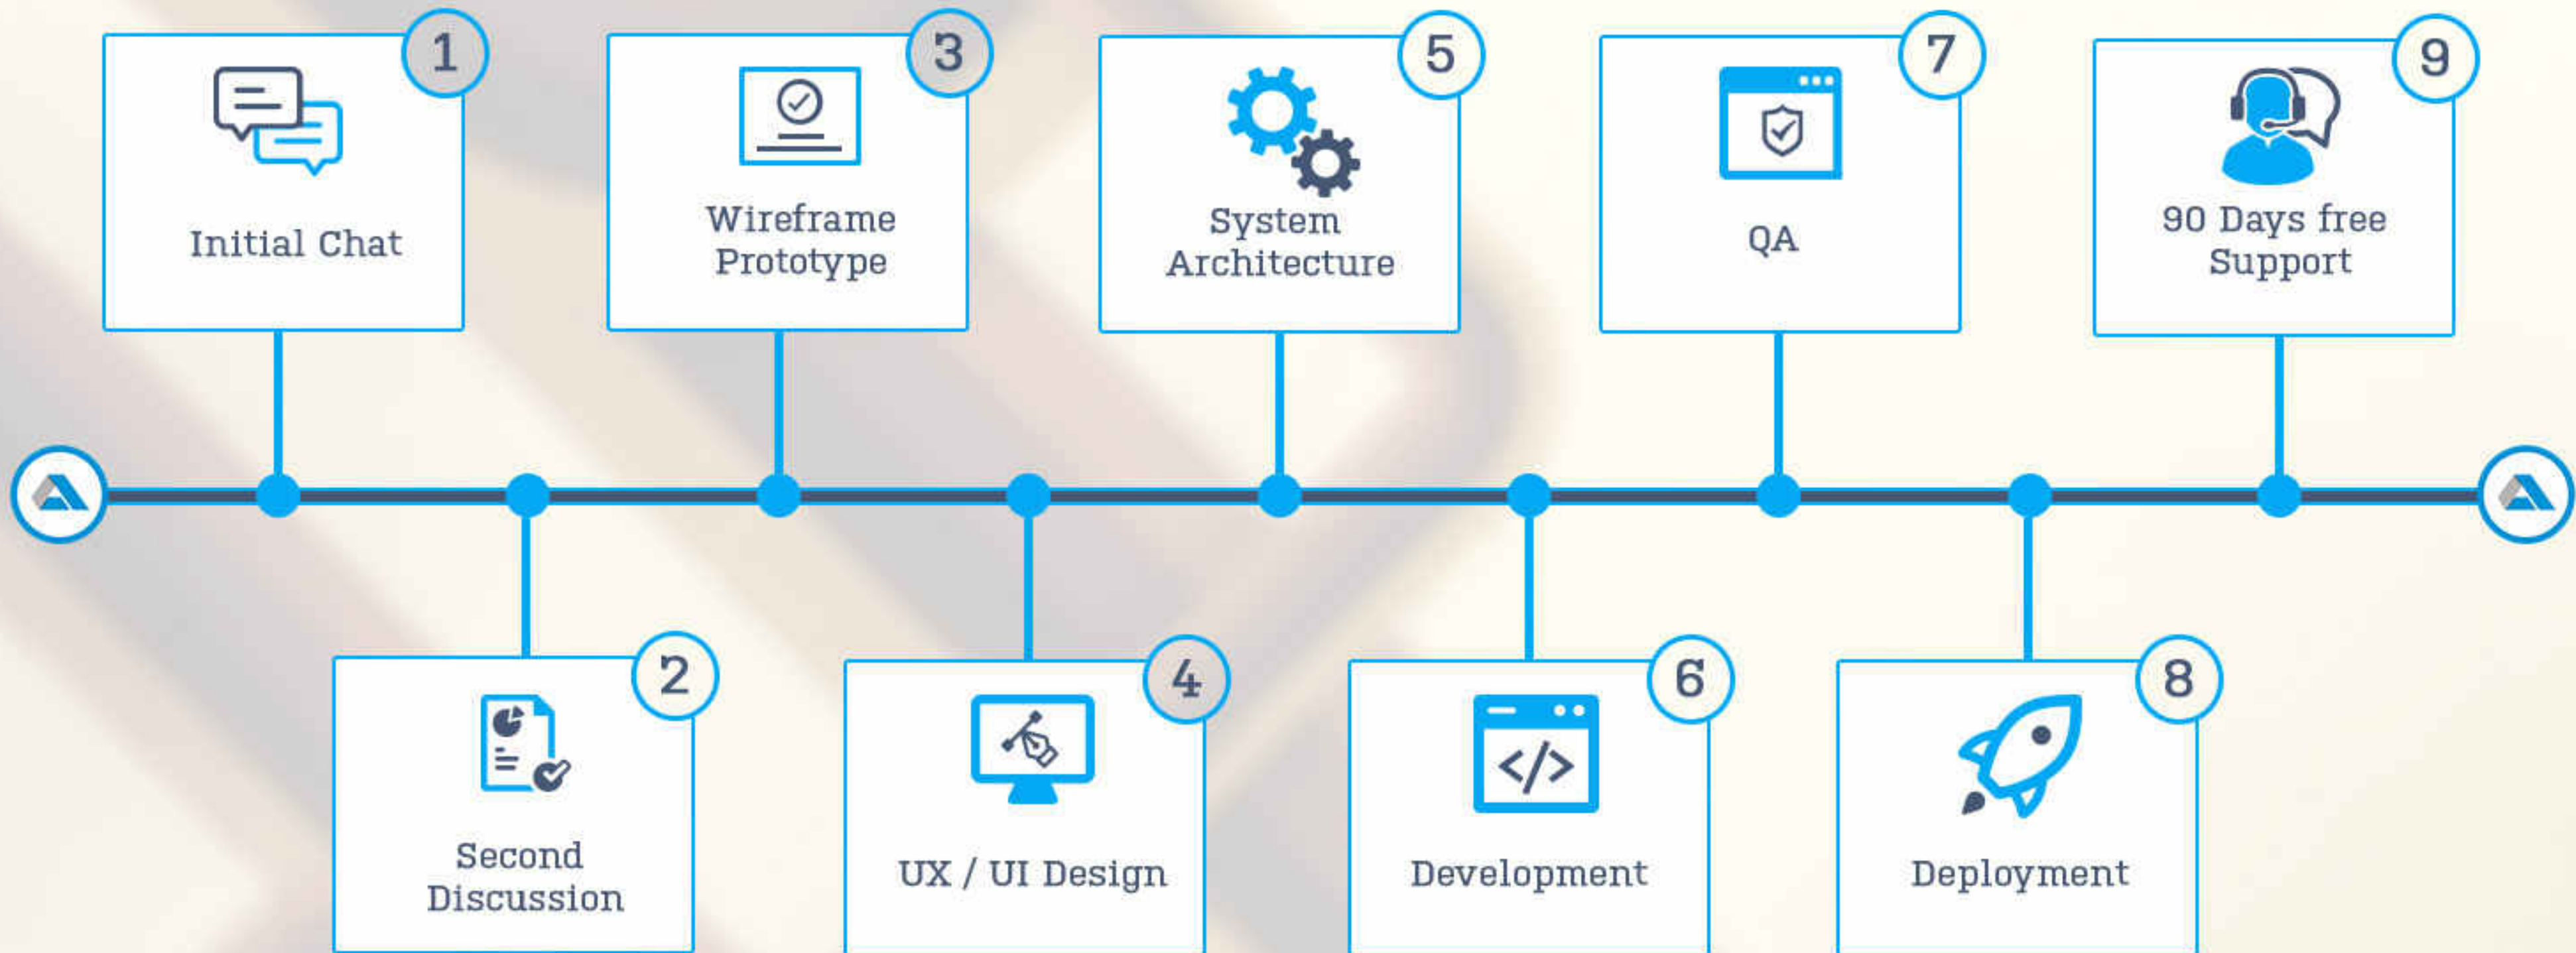 1
Initial Chat
2
Second
Discussion
3
Wireframe
Prototype
4
UX / UI Design
5
System
Architecture
6
</>
Development
7
QA
8
Deployment
9
90 Days free
Support